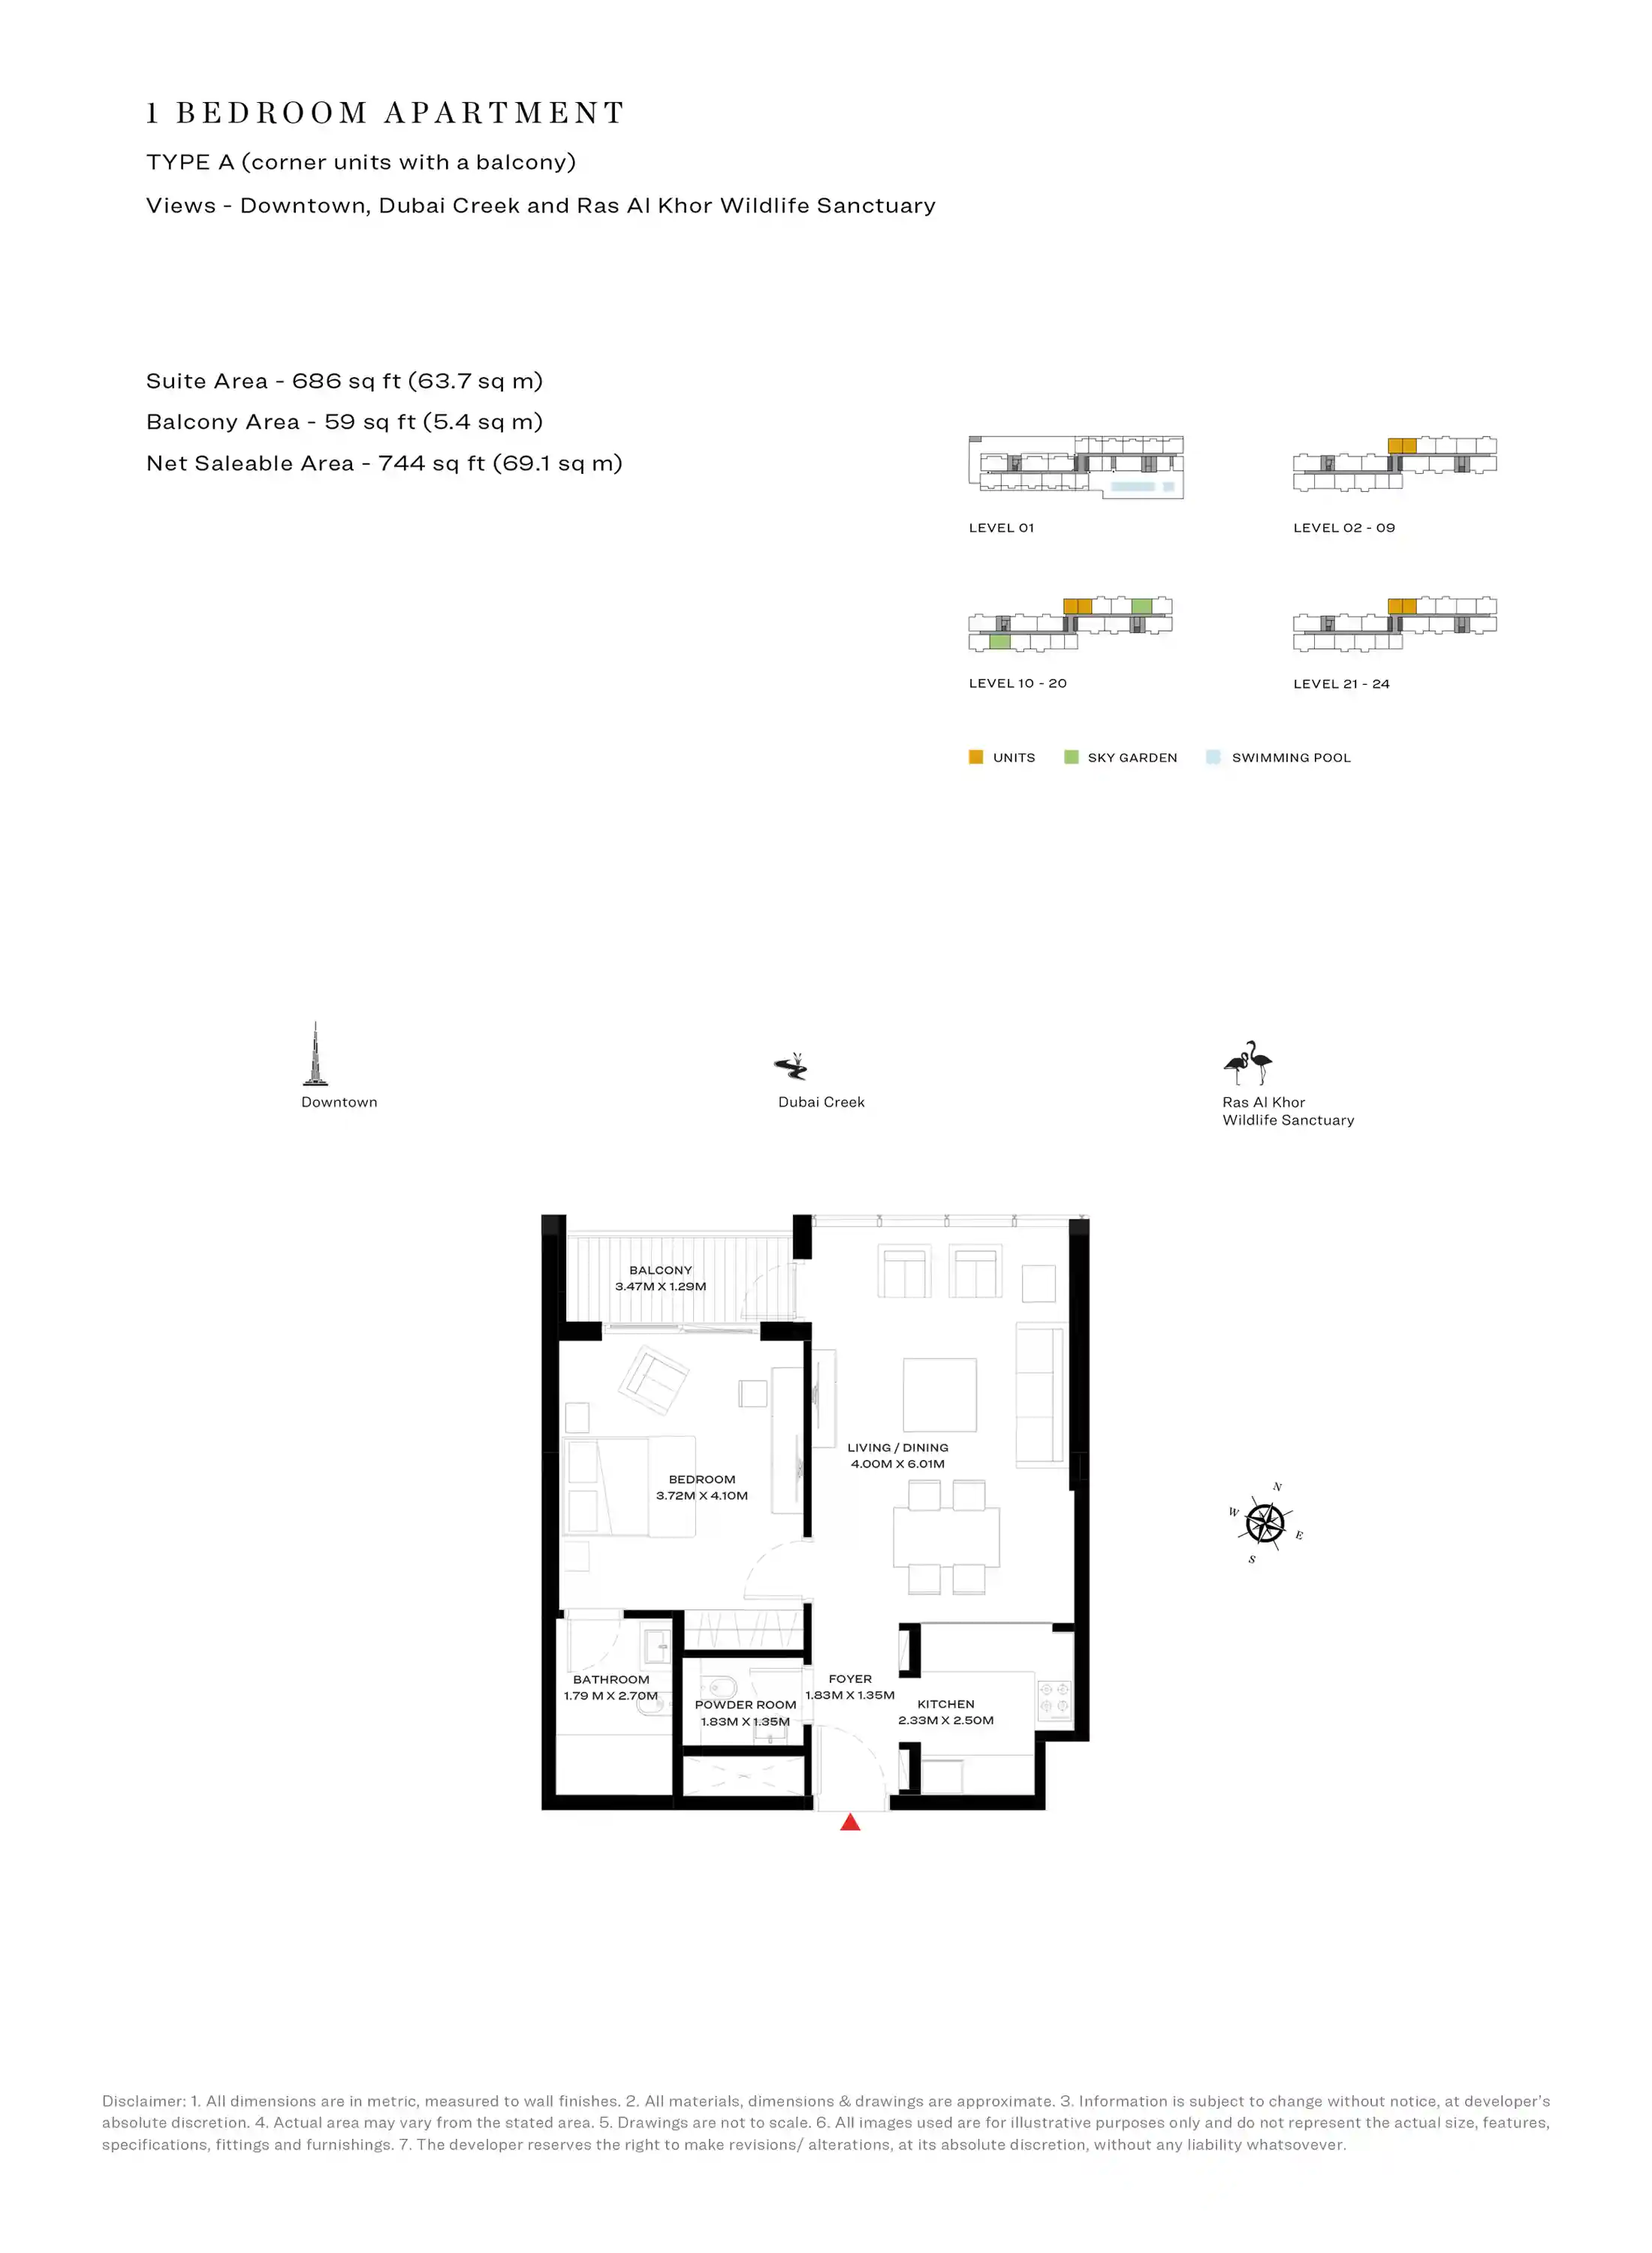 1 BEDROOM APARTMENT
TYPE A (corner units with a balcony)
Views - Downtown, Dubai Creek and Ras Al Khor Wildlife Sanctuary
Suite Area - 686 sq ft (63.7 sq m)
Balcony Area - 59 sq ft (5.4 sq m)
Net Saleable Area - 744 sq ft (69.1 sq m)
LEVEL 01
LEVEL 02 - 09
LEVEL 10 - 20
LEVEL 21 - 24
UNITS
SKY GARDEN
SWIMMING POOL
Downtown
Dubai Creek
Ras Al Khor
Wildlife Sanctuary
BALCONY
3.47M X 1.29M
LIVING / DINING
4.00M X 6.01M
BEDROOM
3.72M X 4.10M
N
W
E
S
BATHROOM
1.79 M X 2.70M
POWDER ROOM
1.83M X 1.35M
FOYER
1.83M X 1.35M
KITCHEN
2.33M X 2.50M
Disclaimer: 1. All dimensions are in metric, measured to wall finishes. 2. All materials, dimensions & drawings are approximate. 3. Information is subject to change without notice, at developer's
absolute discretion. 4. Actual area may vary from the stated area. 5. Drawings are not to scale. 6. All images used are for illustrative purposes only and do not represent the actual size, features,
specifications, fittings and furnishings. 7. The developer reserves the right to make revisions/ alterations, at its absolute discretion, without any liability whatsovever.